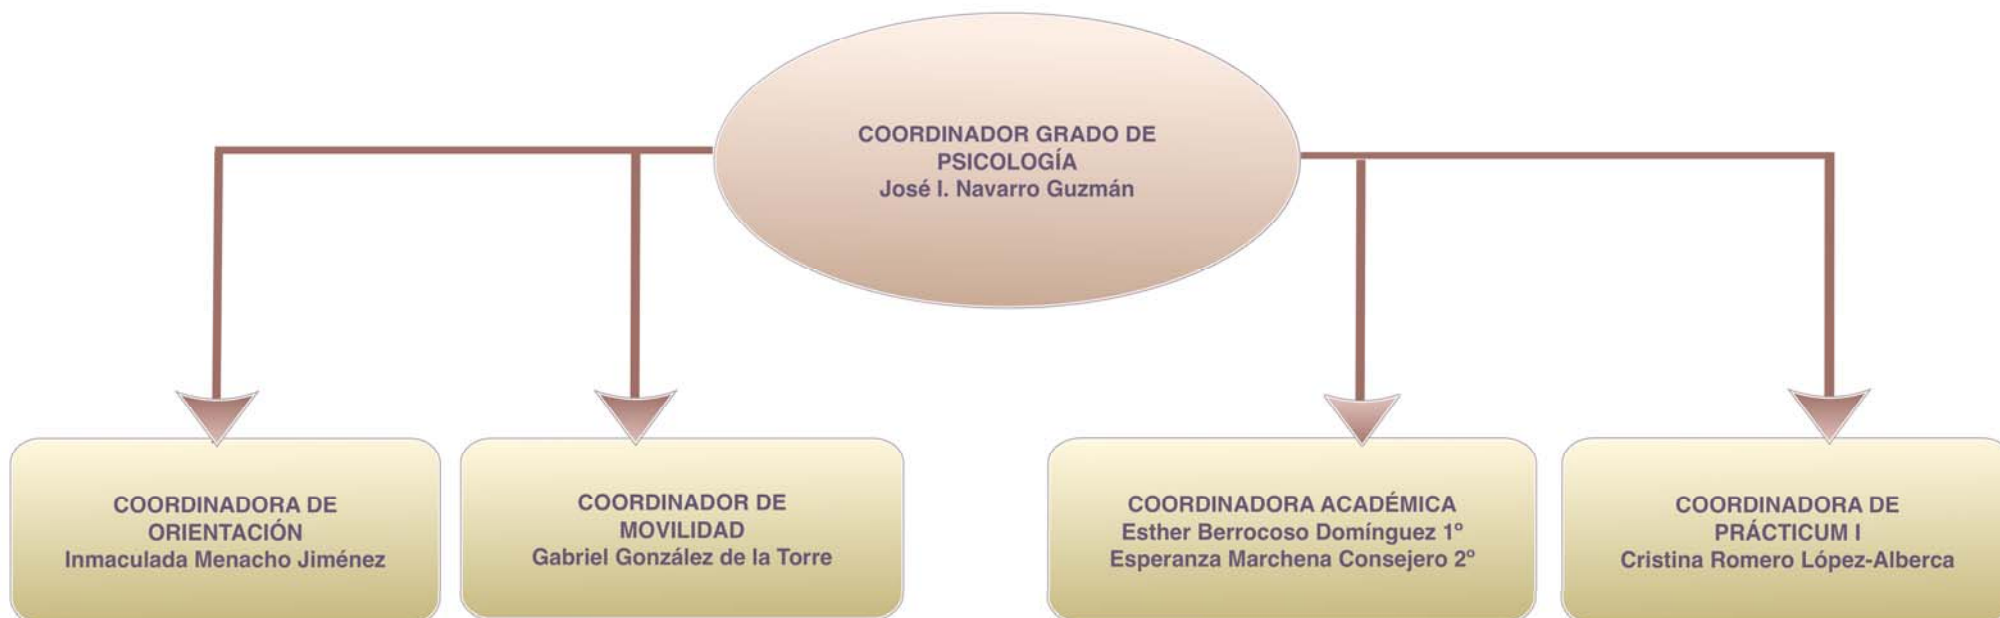 COORDINADOR GRADO DE
PSICOLOGÍA
José I. Navarro Guzmán
COORDINADORA DE
ORIENTACIÓN
Inmaculada Menacho Jiménez
COORDINADOR DE
MOVILIDAD
Gabriel González de la Torre
COORDINADORA ACADÉMICA
Esther Berrocoso Domínguez 1º
Esperanza Marchena Consejero 2º
COORDINADORA DE
PRÁCTICUM I
Cristina Romero López-Alberca